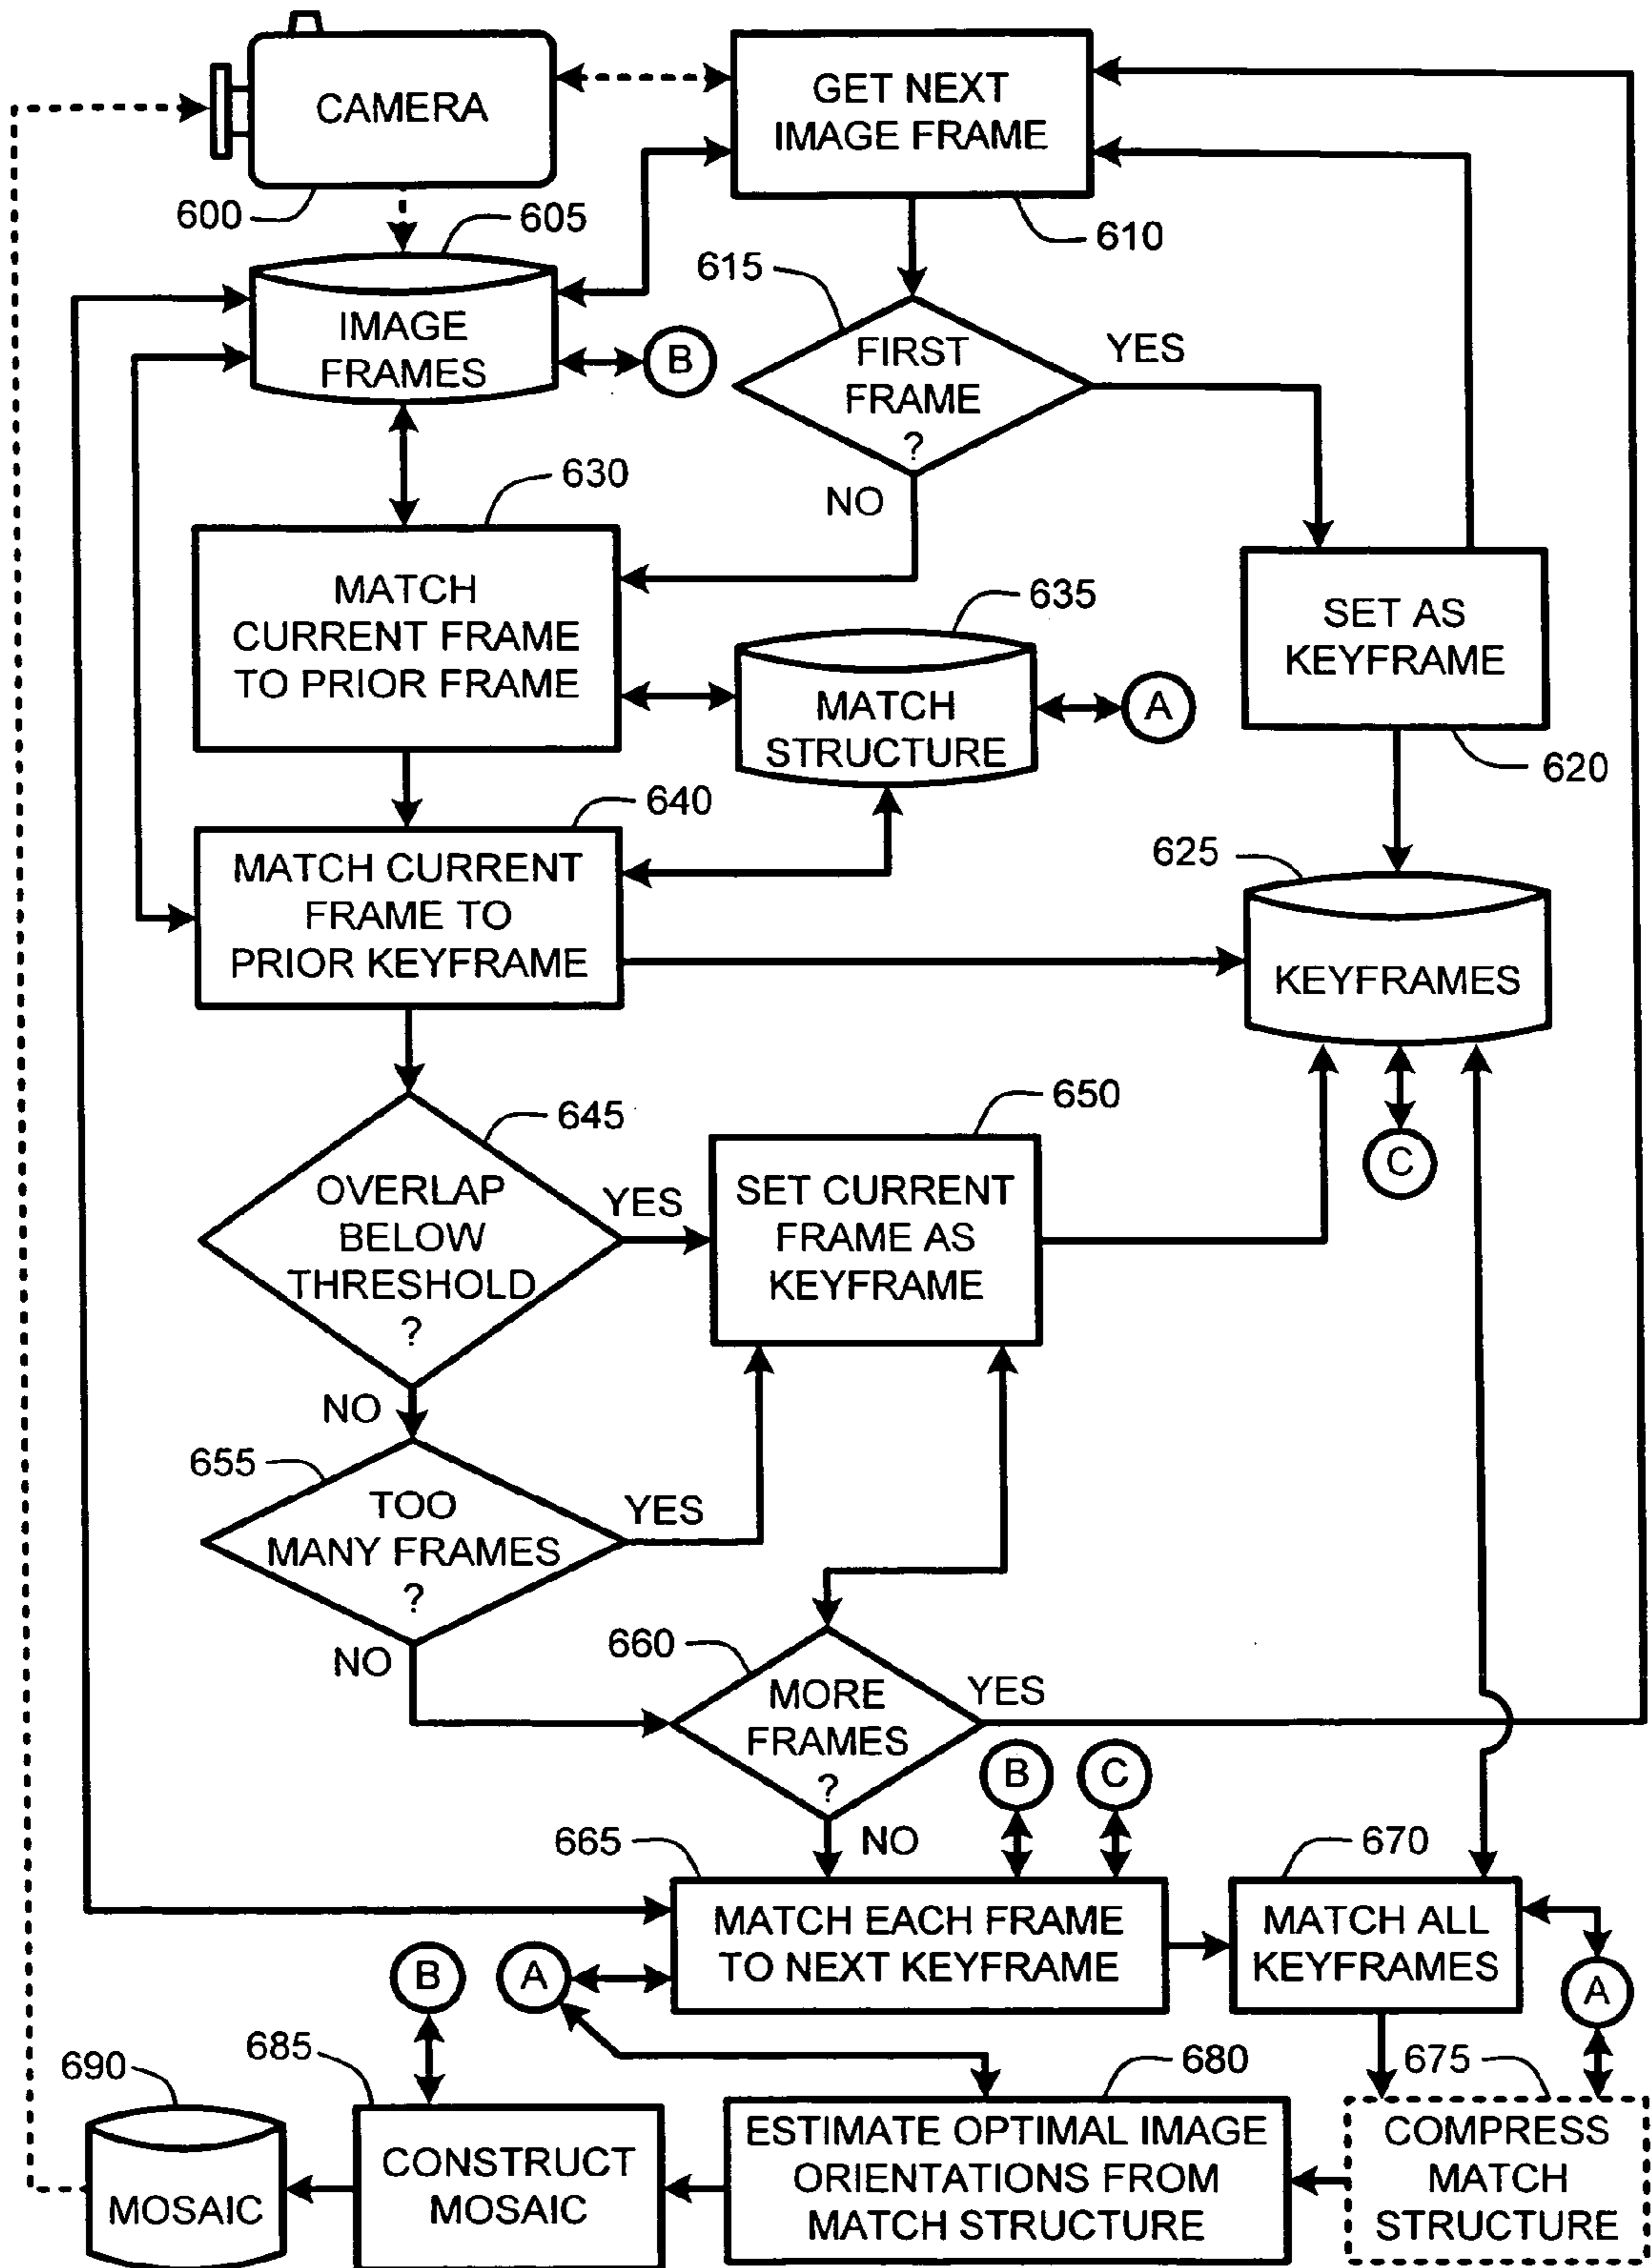 CAMERA
GET NEXT
IMAGE FRAME
600
605
610
615
IMAGE
FRAMES
B
FIRST
FRAME
?
YES
NO
630
MATCH
CURRENT FRAME
TO PRIOR FRAME
635
MATCH
STRUCTURE
A
SET AS
KEYFRAME
620
640
MATCH CURRENT
FRAME TO
PRIOR KEYFRAME
625
KEYFRAMES
C
645
OVERLAP
BELOW
THRESHOLD
?
YES
NO
650
SET CURRENT
FRAME AS
KEYFRAME
655
TOO
MANY FRAMES
?
YES
NO
660
MORE
FRAMES
?
YES
NO
B
C
665
MATCH EACH FRAME
TO NEXT KEYFRAME
670
MATCH ALL
KEYFRAMES
B
A
A
690
685
680
675
MOSAIC
CONSTRUCT
MOSAIC
ESTIMATE OPTIMAL IMAGE
ORIENTATIONS FROM
MATCH STRUCTURE
COMPRESS
MATCH
STRUCTURE